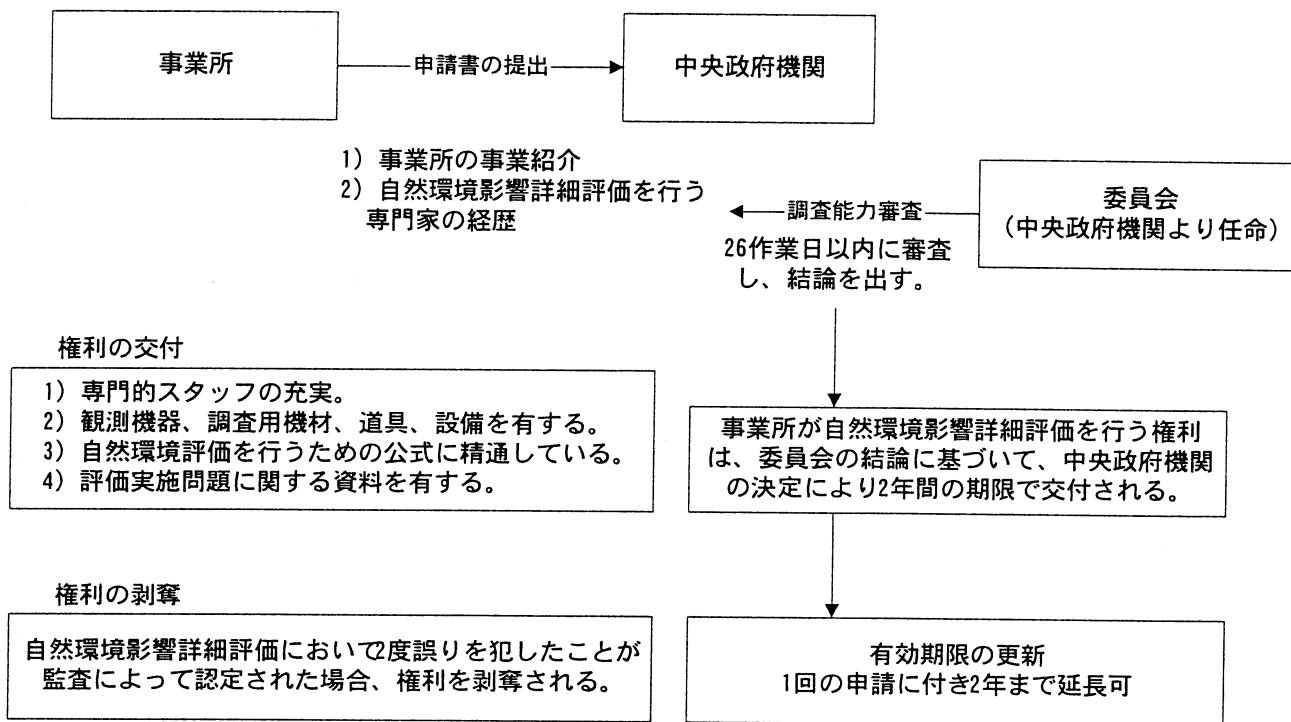 事業所
申請書の提出
中央政府機関
1) 事業所の事業紹介
2) 自然環境影響詳細評価を行う
専門家の経歴
委員会
(中央政府機関より任命)
調査能力審査
26作業日以内に審査
し、結論を出す。
権利の交付
1) 専門的スタッフの充実。
2) 観測機器、調査用機材、道具、設備を有する。
3) 自然環境評価を行うための公式に精通している。
4) 評価実施問題に関する資料を有する。
事業所が自然環境影響詳細評価を行う権利
は、委員会の結論に基づいて、中央政府機関
の決定により2年間の期限で交付される。
権利の剥奪
自然環境影響詳細評価において2度誤りを犯したことが
監査によって認定された場合、権利を剥奪される。
有効期限の更新
1回の申請に付き2年まで延長可